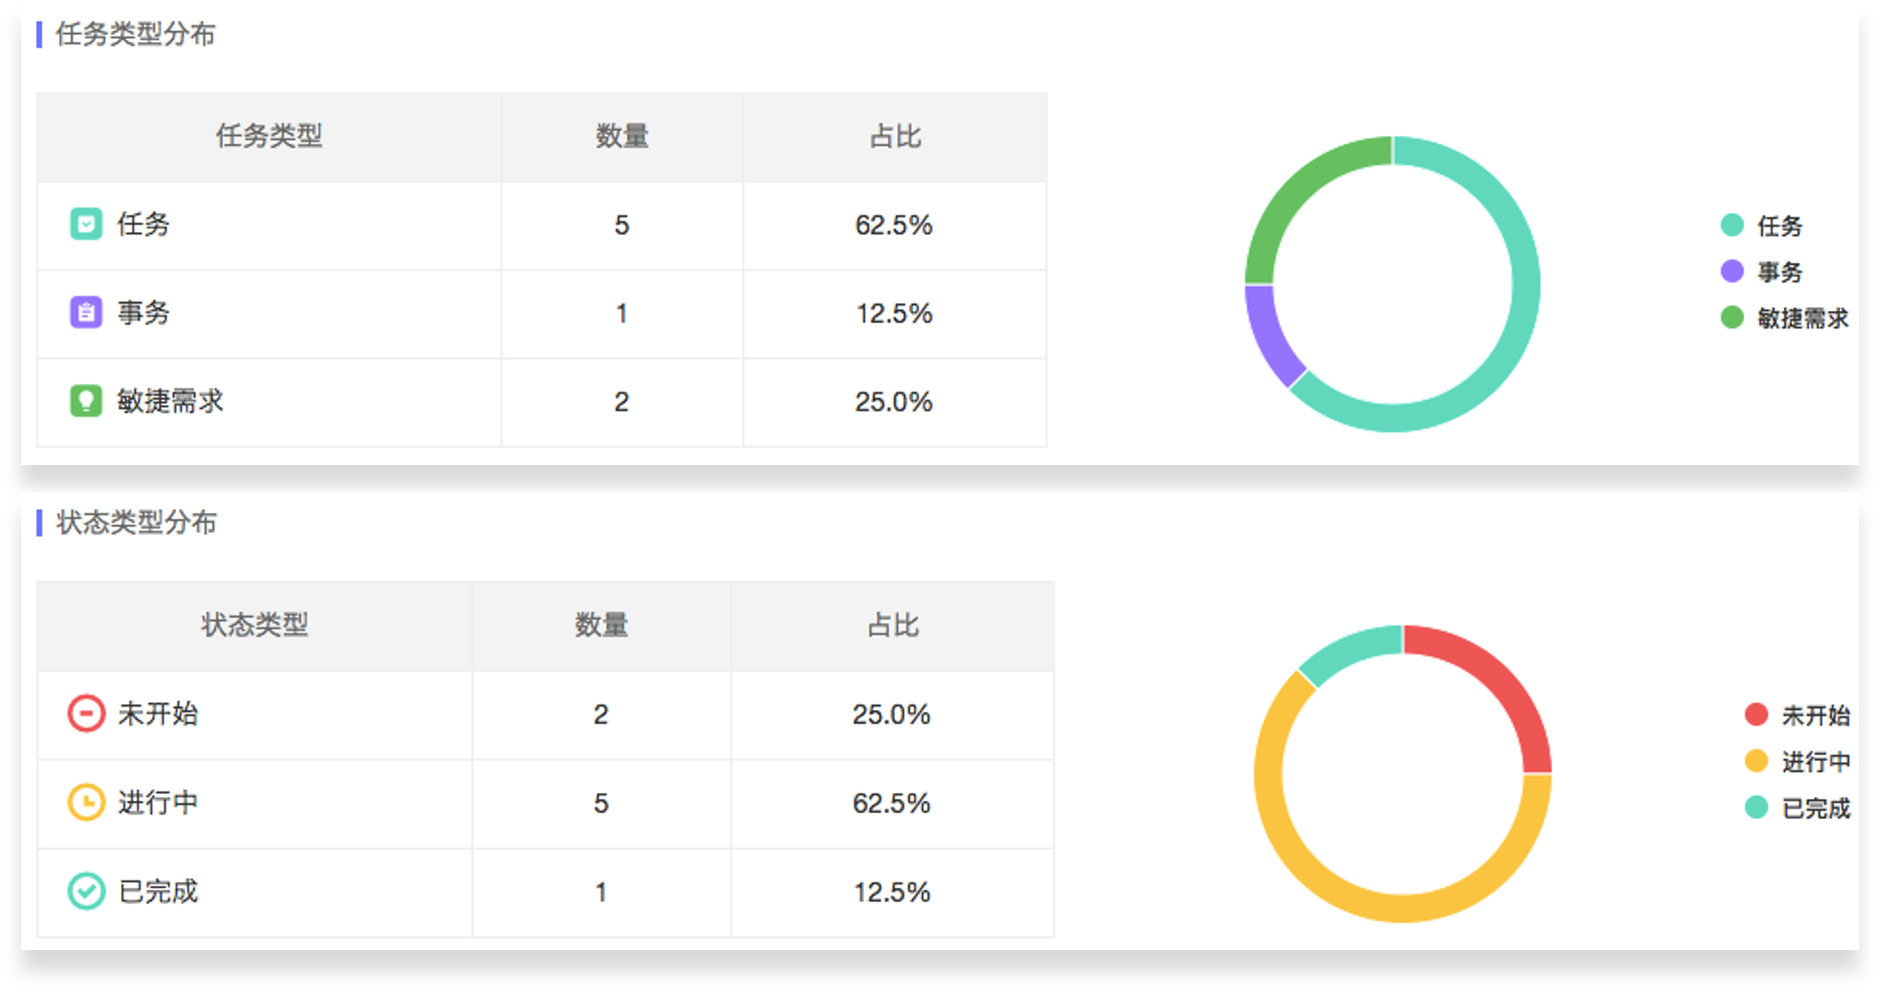 任务类型分布
任务类型 数量 占比
任务 5 62.5%
事务 1 12.5%
敏捷需求 2 25.0%
任务
事务
敏捷需求
状态类型分布
状态类型 数量 占比
未开始 2 25.0%
进行中 5 62.5%
已完成 1 12.5%
未开始
进行中
已完成